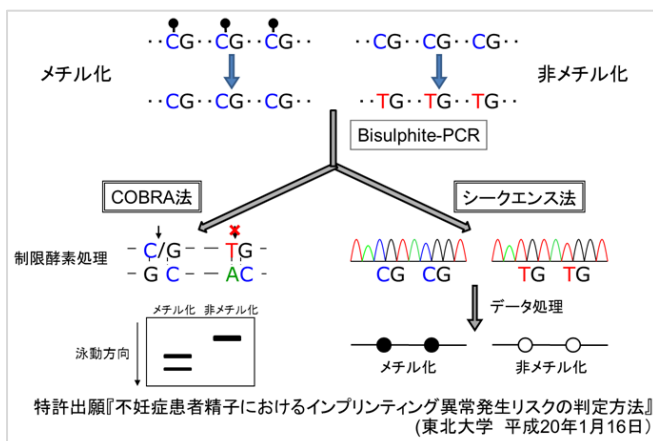 ‥CG‥CG‥CG‥
‥CG‥CG‥CG‥
メチル化
非メチル化
‥CG‥CG‥CG‥
‥TG‥TG‥TG‥
Bisulphite-PCR
COBRA法
シークエンス法
制限酵素処理
C/G
TG
GC
AC
CG CG
TG TG
データ処理
メチル化 非メチル化
泳動方向
メチル化
非メチル化
特許出願『不妊症患者精子におけるインプリンティング異常発生リスクの判定方法』
(東北大学 平成20年1月16日)